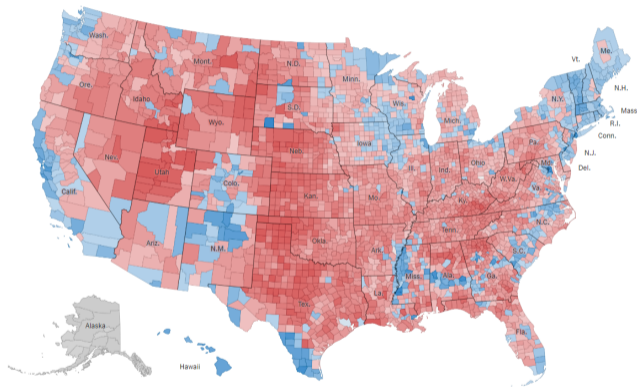 Wash.
Mont.
N.D.
Minn.
Vt.
Me.
Ore.
Idaho
S.D.
Wis.
Mich.
N.Y.
N.H.
Mass
R.I.
Conn.
Wyo.
Iowa
Pa.
N.J.
Nev.
Neb.
Ohio
Md.
Del.
Utah
Colo.
Ill.
Ind.
W.Va.
Va.
Calif.
Kan.
Mo.
Ky.
Ariz.
N.M.
Okla.
Ark.
Tenn.
N.C.
S.C.
Miss.
Ala.
Ga.
Tex.
La.
Fla.
Alaska
Hawaii